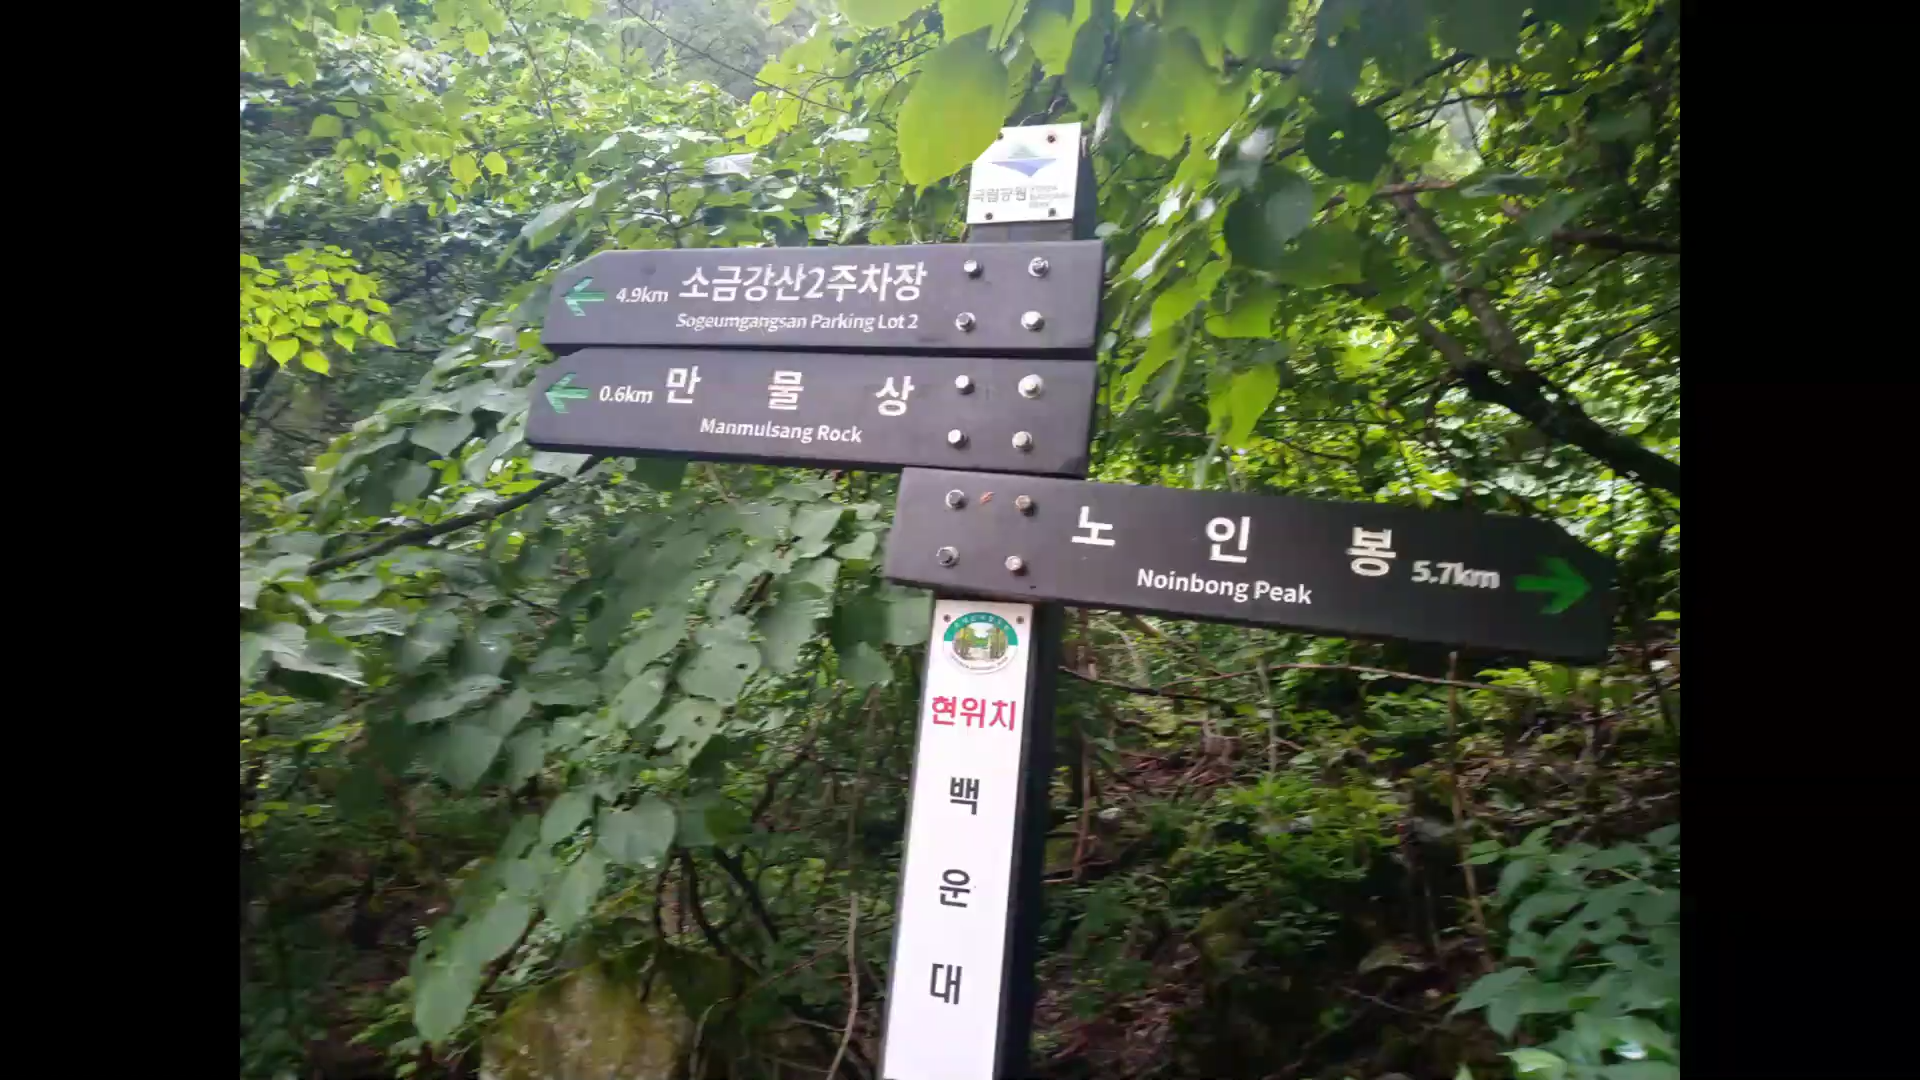 국립공원
4.9km 소금강산2주차장
Sogeumgangsan Parking Lot 2
0.6km 만물상
Manmulsang Rock
노인봉 5.7km
Noinbong Peak
현위치
백
운
대